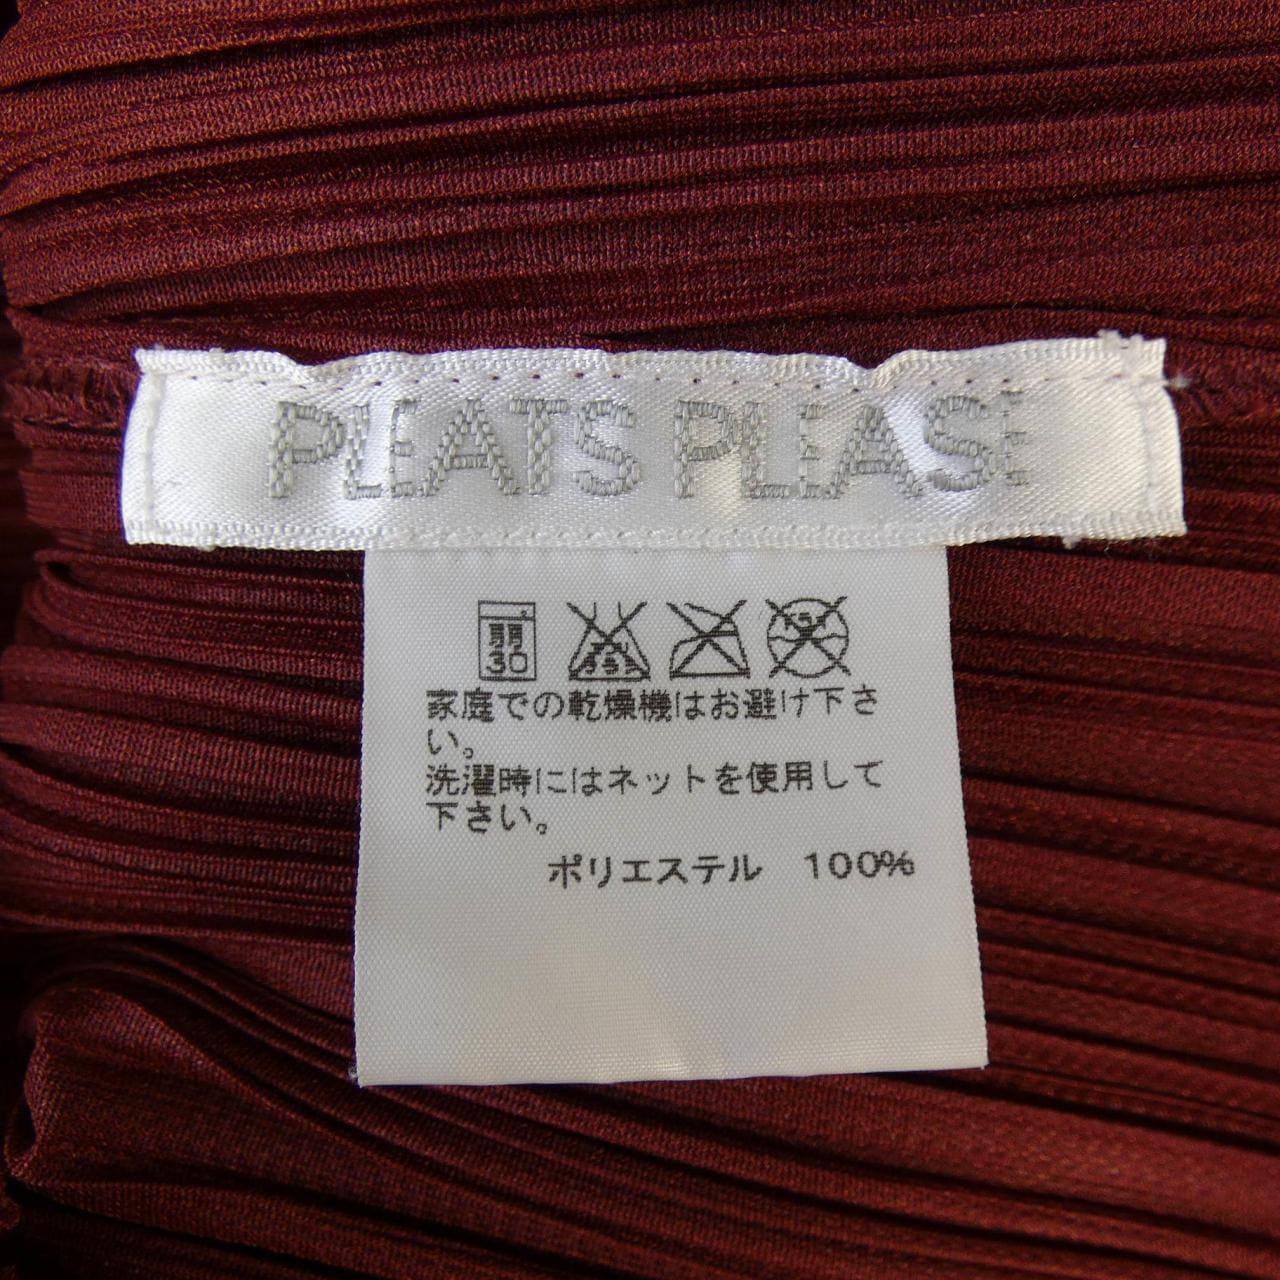 PLEATS PLEASE
弱
30
家庭での乾燥機はお避け下さ
い。
洗濯時にはネットを使用して
下さい。
ポリエステル 100%